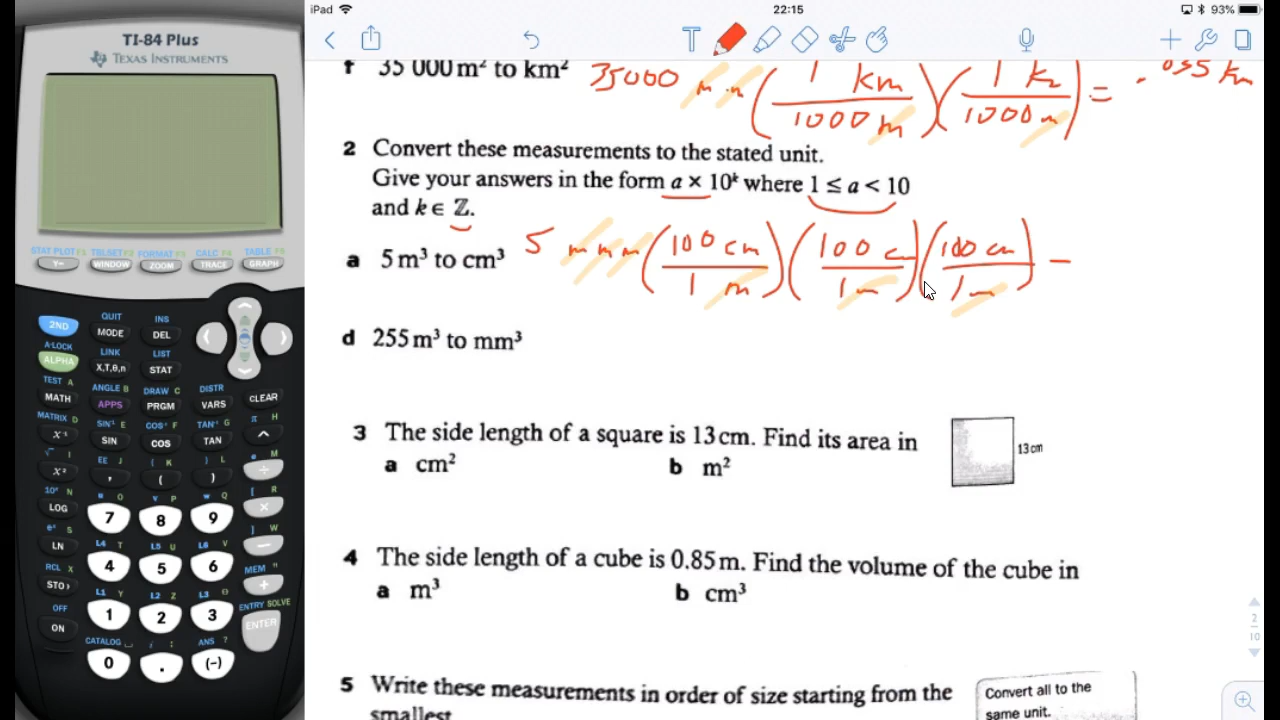 iPad 22:15 93%
TI-84 Plus
TEXAS INSTRUMENTS
STAT PLOT F1 TBLSET F2 FORMAT F3 CALC F4 TABLE F5
Y= WINDOW ZOOM TRACE GRAPH
QUIT INS
2ND MODE DEL
A-LOCK LINK LIST
ALPHA X,T,θ,n STAT
TEST A ANGLE B DRAW C DISTR
MATH APPS PRGM VARS CLEAR
MATRIX D SIN⁻¹ E COS⁻¹ F TAN⁻¹ G π H
X⁻¹ SIN COS TAN ^
√ I EE J { K } L e M
X² , ( ) ÷
10ˣ N u O v P w Q [ R
LOG 7 8 9 ×
eˣ S L4 T L5 U L6 V ] W
LN 4 5 6 −
RCL X L1 Y L2 Z L3 θ MEM "
STO› 1 2 3 +
OFF CATALOG i : ANS ? ENTRY SOLVE
ON 0 . (-) ENTER
T
f 35 000 m² to km² 35000 m·m (1 km / 1000 m)(1 k / 1000 m) = .035 km
2 Convert these measurements to the stated unit.
Give your answers in the form a × 10ᵏ where 1 ≤ a < 10
and k ∈ ℤ.
a 5 m³ to cm³ 5 m m m (100 cm / 1 m)(100 cm / 1 m)(100 cm / 1 m) =
d 255 m³ to mm³
3 The side length of a square is 13 cm. Find its area in
a cm² b m²
13 cm
4 The side length of a cube is 0.85 m. Find the volume of the cube in
a m³ b cm³
5 Write these measurements in order of size starting from the
smallest
Convert all to the
same unit.
2
10